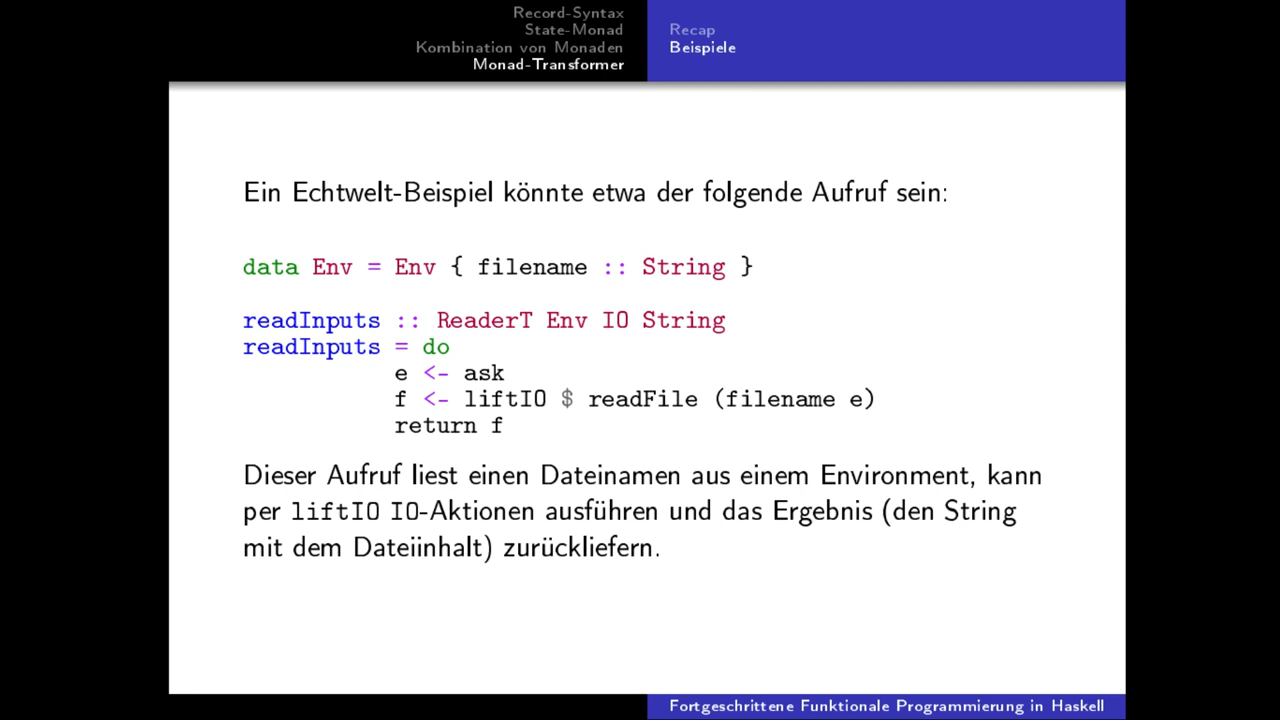 Record-Syntax
State-Monad
Kombination von Monaden
Monad-Transformer
Recap
Beispiele
Ein Echtwelt-Beispiel könnte etwa der folgende Aufruf sein:
data Env = Env { filename :: String }
readInputs :: ReaderT Env IO String
readInputs = do
e <- ask
f <- liftIO $ readFile (filename e)
return f
Dieser Aufruf liest einen Dateinamen aus einem Environment, kann
per liftIO IO-Aktionen ausführen und das Ergebnis (den String
mit dem Dateiinhalt) zurückliefern.
Fortgeschrittene Funktionale Programmierung in Haskell